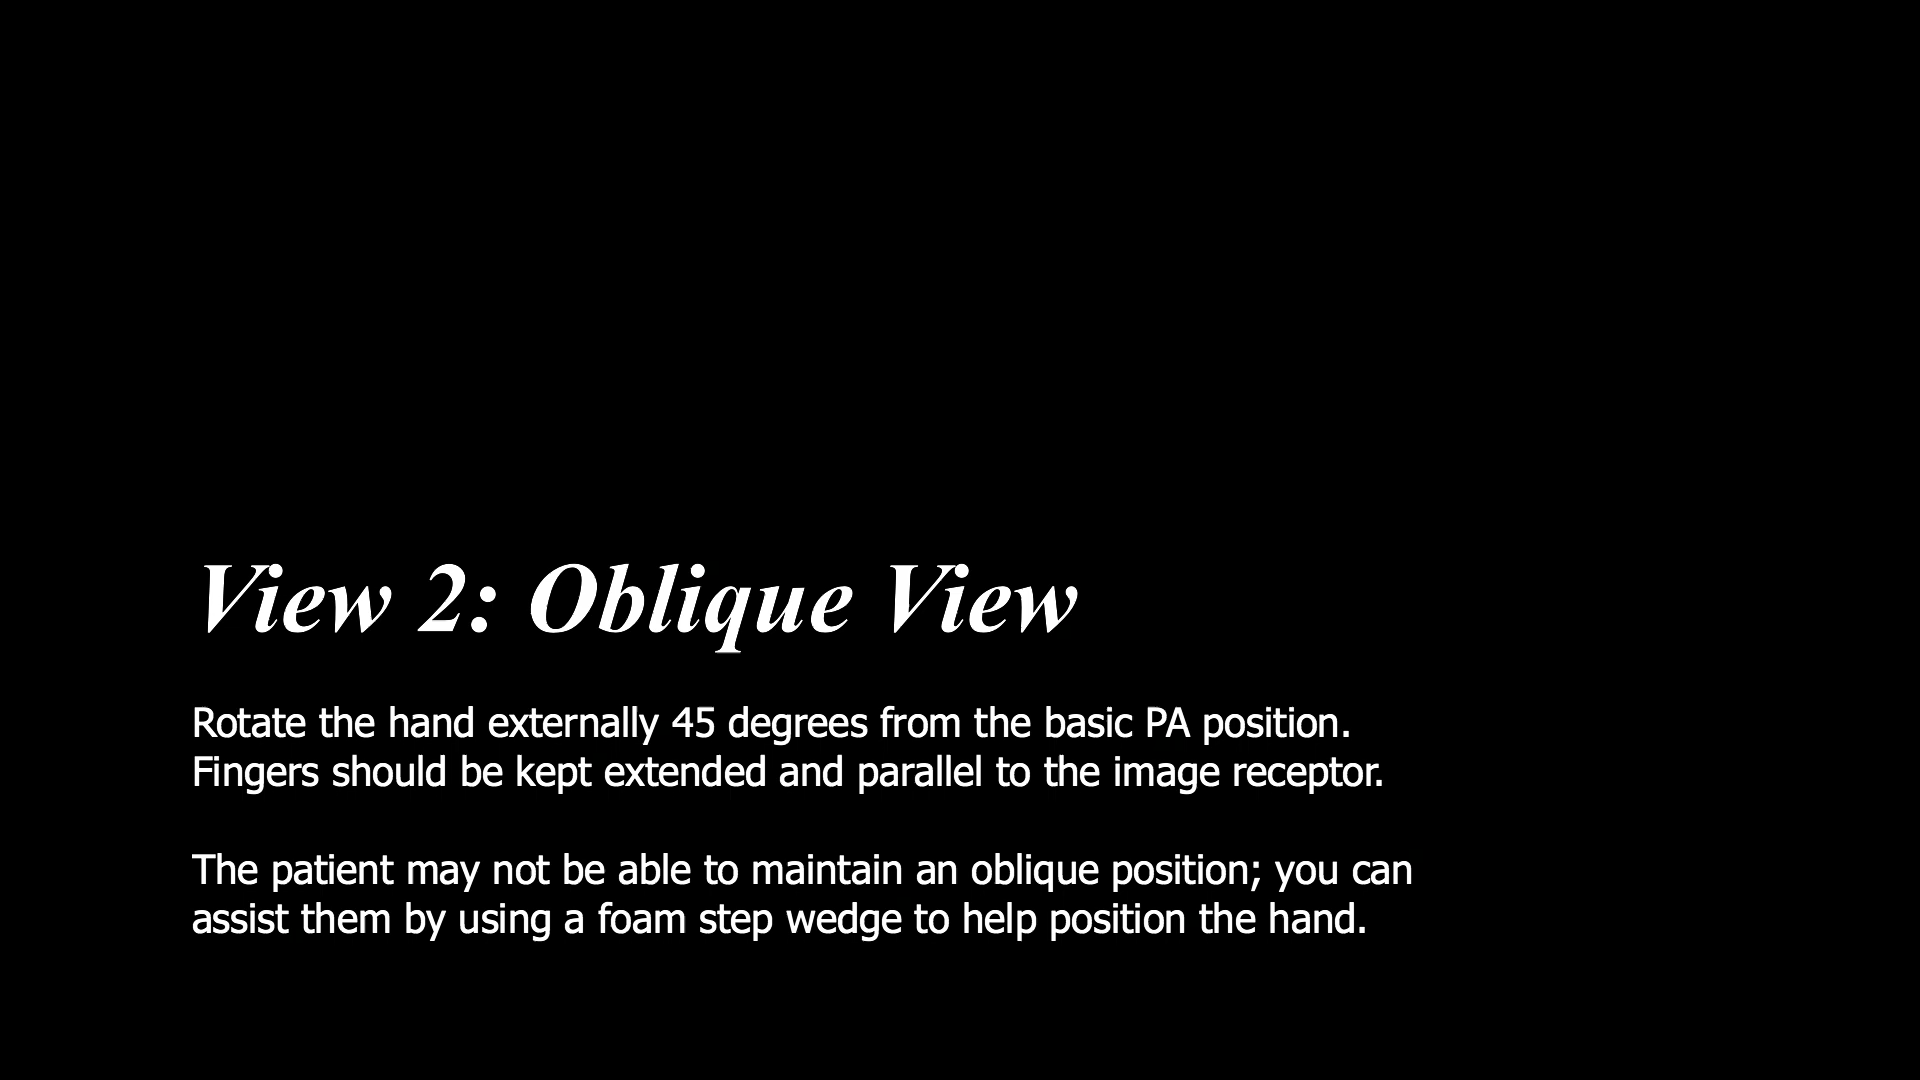 View 2: Oblique View
Rotate the hand externally 45 degrees from the basic PA position.
Fingers should be kept extended and parallel to the image receptor.
The patient may not be able to maintain an oblique position; you can
assist them by using a foam step wedge to help position the hand.